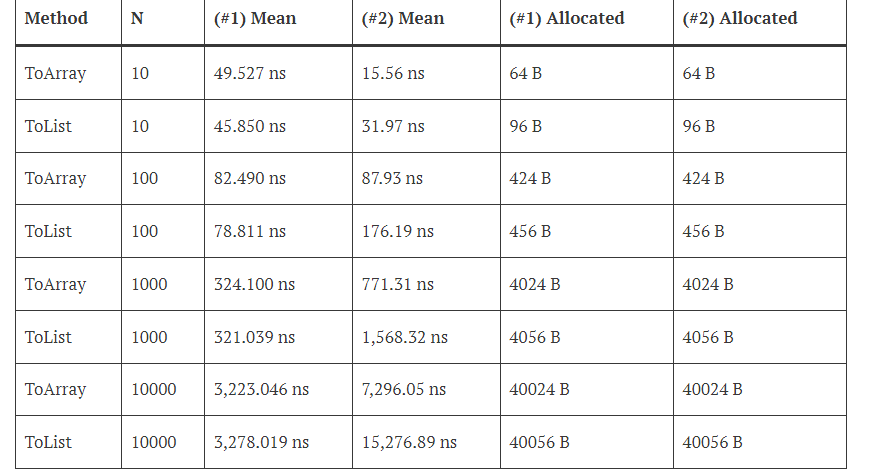 Method N (#1) Mean (#2) Mean (#1) Allocated (#2) Allocated
ToArray 10 49.527 ns 15.56 ns 64 B 64 B
ToList 10 45.850 ns 31.97 ns 96 B 96 B
ToArray 100 82.490 ns 87.93 ns 424 B 424 B
ToList 100 78.811 ns 176.19 ns 456 B 456 B
ToArray 1000 324.100 ns 771.31 ns 4024 B 4024 B
ToList 1000 321.039 ns 1,568.32 ns 4056 B 4056 B
ToArray 10000 3,223.046 ns 7,296.05 ns 40024 B 40024 B
ToList 10000 3,278.019 ns 15,276.89 ns 40056 B 40056 B